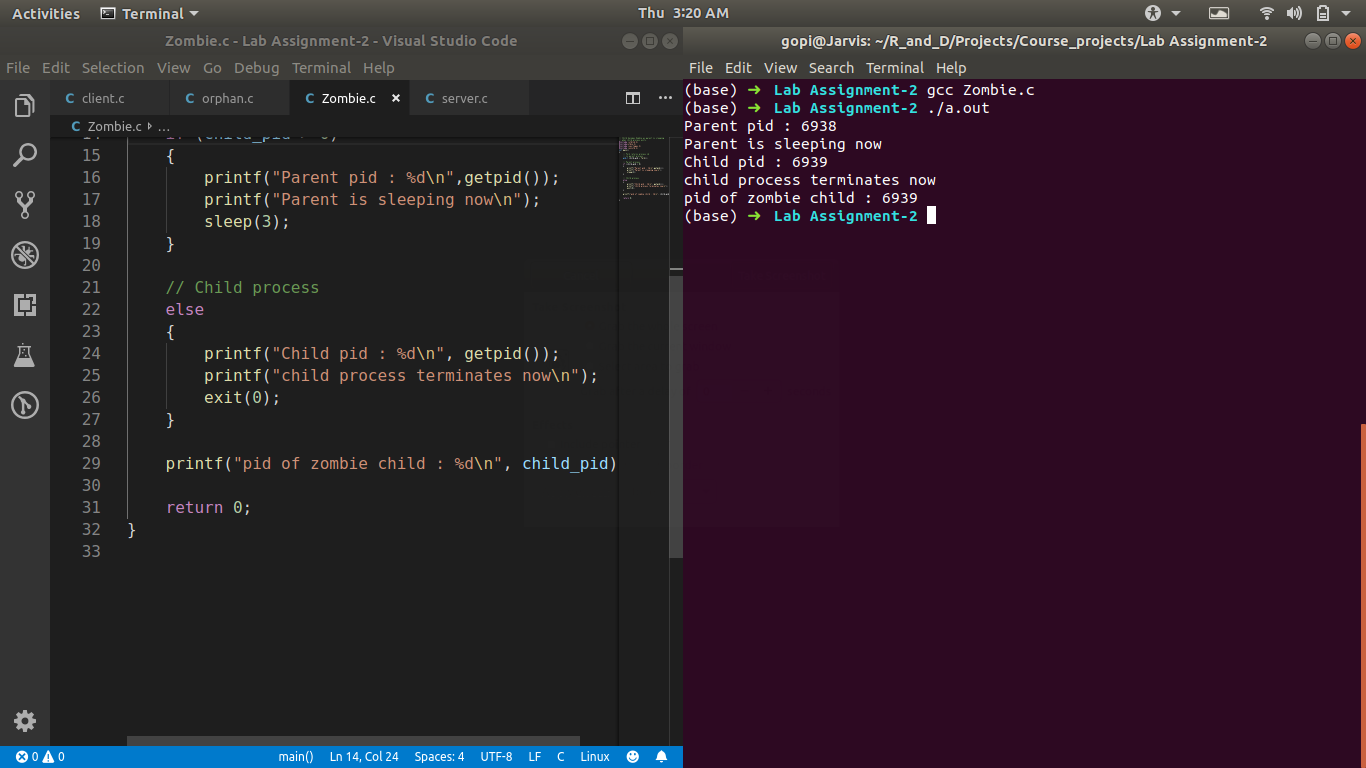 Activities Terminal Thu 3:20 AM
Zombie.c - Lab Assignment-2 - Visual Studio Code
File Edit Selection View Go Debug Terminal Help
C client.c C orphan.c C Zombie.c × C server.c ...
C Zombie.c ...
15 {
16 printf("Parent pid : %d\n",getpid());
17 printf("Parent is sleeping now\n");
18 sleep(3);
19 }
20
21 // Child process
22 else
23 {
24 printf("Child pid : %d\n", getpid());
25 printf("child process terminates now\n");
26 exit(0);
27 }
28
29 printf("pid of zombie child : %d\n", child_pid)
30
31 return 0;
32 }
33
0 0 main() Ln 14, Col 24 Spaces: 4 UTF-8 LF C Linux
gopi@Jarvis: ~/R_and_D/Projects/Course_projects/Lab Assignment-2
File Edit View Search Terminal Help
(base) ➜ Lab Assignment-2 gcc Zombie.c
(base) ➜ Lab Assignment-2 ./a.out
Parent pid : 6938
Parent is sleeping now
Child pid : 6939
child process terminates now
pid of zombie child : 6939
(base) ➜ Lab Assignment-2